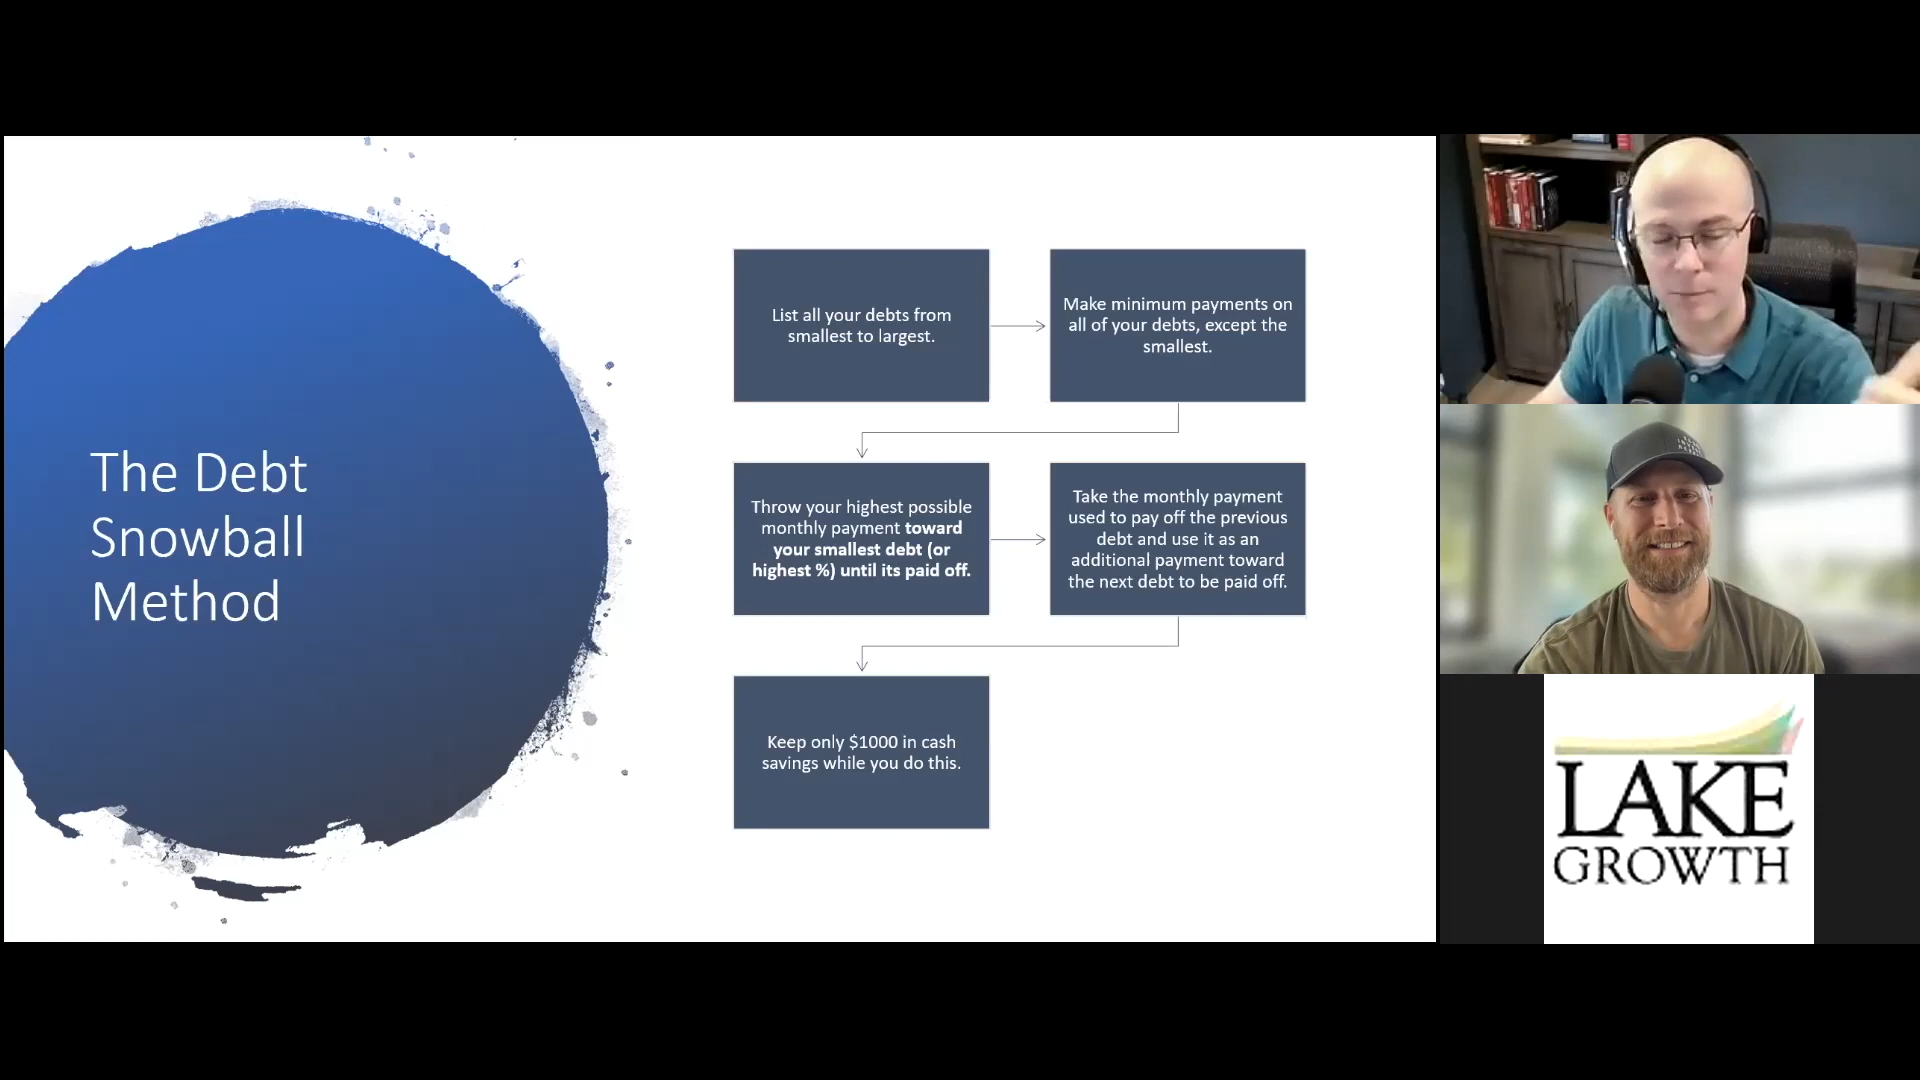 The Debt
Snowball
Method
List all your debts from
smallest to largest.
Make minimum payments on
all of your debts, except the
smallest.
Throw your highest possible
monthly payment toward
your smallest debt (or
highest %) until its paid off.
Take the monthly payment
used to pay off the previous
debt and use it as an
additional payment toward
the next debt to be paid off.
Keep only $1000 in cash
savings while you do this.
LAKE
GROWTH